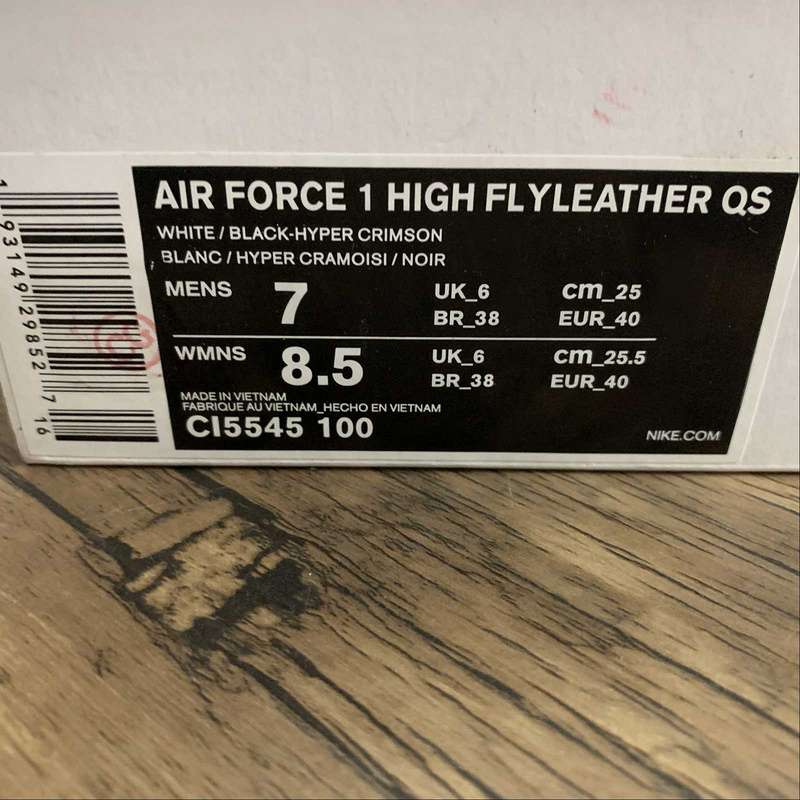 AIR FORCE 1 HIGH FLYLEATHER QS
WHITE / BLACK-HYPER CRIMSON
BLANC / HYPER CRAMOISI / NOIR
MENS 7 UK_6 cm_25
BR_38 EUR_40
WMNS 8.5 UK_6 cm_25.5
BR_38 EUR_40
MADE IN VIETNAM
FABRIQUE AU VIETNAM_HECHO EN VIETNAM
CI5545 100
NIKE.COM
1 93149 29852 7 16